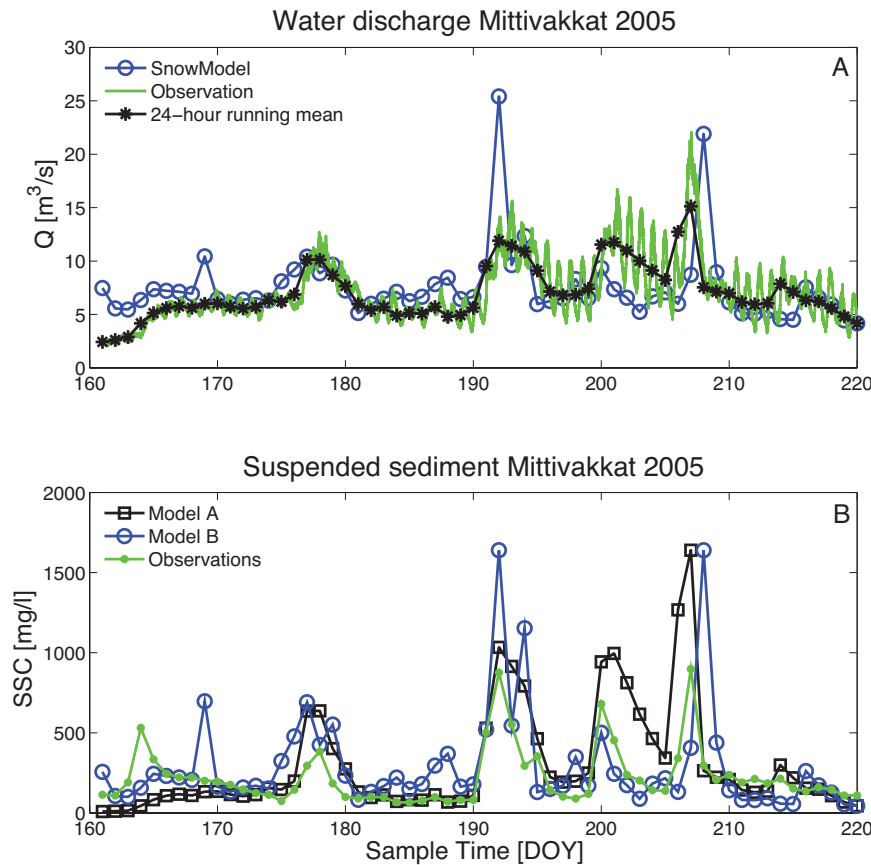 Water discharge Mittivakkat 2005
A
SnowModel
Observation
24-hour running mean
Q [m³/s]
30
25
20
15
10
5
0
160 170 180 190 200 210 220
Suspended sediment Mittivakkat 2005
B
Model A
Model B
Observations
SSC [mg/l]
2000
1500
1000
500
0
160 170 180 190 200 210 220
Sample Time [DOY]